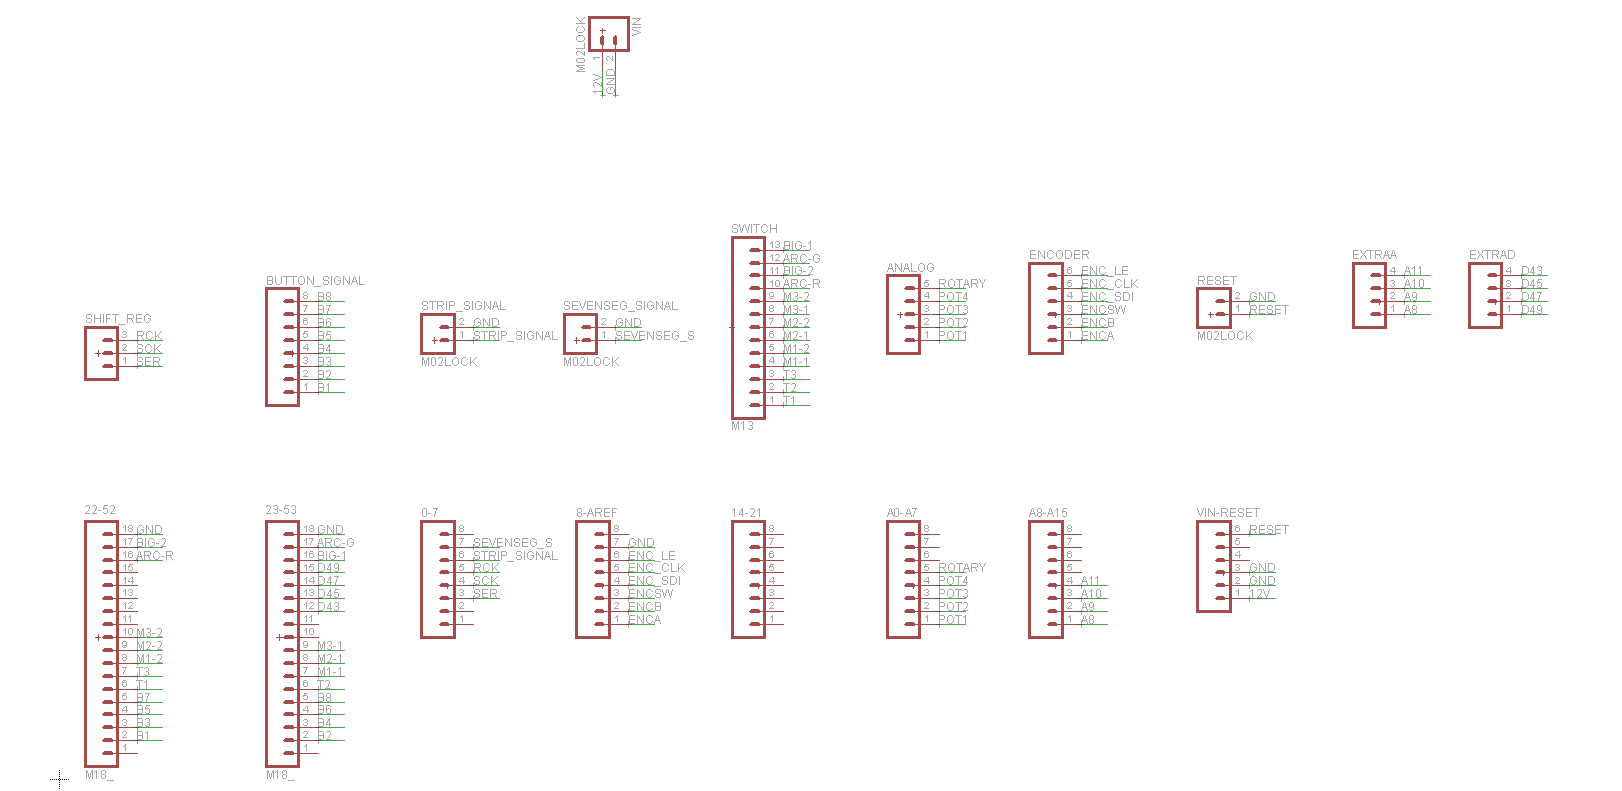 VIN
M02LOCK
1 12V
2 GND
SHIFT_REG
3 RCK
2 SCK
1 SER
BUTTON_SIGNAL
8 B8
7 B7
6 B6
5 B5
4 B4
3 B3
2 B2
1 B1
STRIP_SIGNAL
2 GND
1 STRIP_SIGNAL
M02LOCK
SEVENSEG_SIGNAL
2 GND
1 SEVENSEG_S
M02LOCK
SWITCH
13 BIG-1
12 ARC-G
11 BIG-2
10 ARC-R
9 M3-2
8 M3-1
7 M2-2
6 M2-1
5 M1-2
4 M1-1
3 T3
2 T2
1 T1
M13
ANALOG
5 ROTARY
4 POT4
3 POT3
2 POT2
1 POT1
ENCODER
6 ENC_LE
5 ENC_CLK
4 ENC_SDI
3 ENCSW
2 ENCB
1 ENCA
RESET
2 GND
1 RESET
M02LOCK
EXTRAA
4 A11
3 A10
2 A9
1 A8
EXTRAD
4 D43
3 D45
2 D47
1 D49
22-52
18 GND
17 BIG-2
16 ARC-R
15
14
13
12
11
10 M3-2
9 M2-2
8 M1-2
7 T3
6 T1
5 B7
4 B5
3 B3
2 B1
1
M18_
23-53
18 GND
17 ARC-G
16 BIG-1
15 D49
14 D47
13 D45
12 D43
11
10
9 M3-1
8 M2-1
7 M1-1
6 T2
5 B8
4 B6
3 B4
2 B2
1
M18_
0-7
8
7 SEVENSEG_S
6 STRIP_SIGNAL
5 RCK
4 SCK
3 SER
2
1
8-AREF
8
7 GND
6 ENC_LE
5 ENC_CLK
4 ENC_SDI
3 ENCSW
2 ENCB
1 ENCA
14-21
8
7
6
5
4
3
2
1
A0-A7
8
7
6
5 ROTARY
4 POT4
3 POT3
2 POT2
1 POT1
A8-A15
8
7
6
5
4 A11
3 A10
2 A9
1 A8
VIN-RESET
6 RESET
5
4
3 GND
2 GND
1 12V